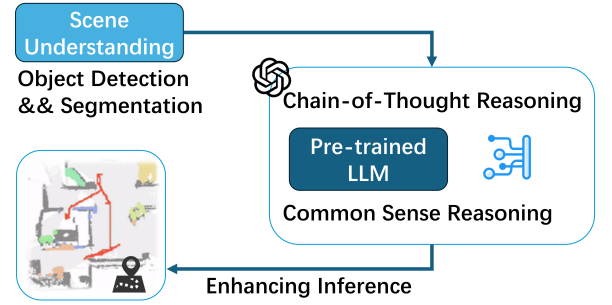 Scene
Understanding
Object Detection
&& Segmentation
Chain-of-Thought Reasoning
Pre-trained
LLM
Common Sense Reasoning
Enhancing Inference